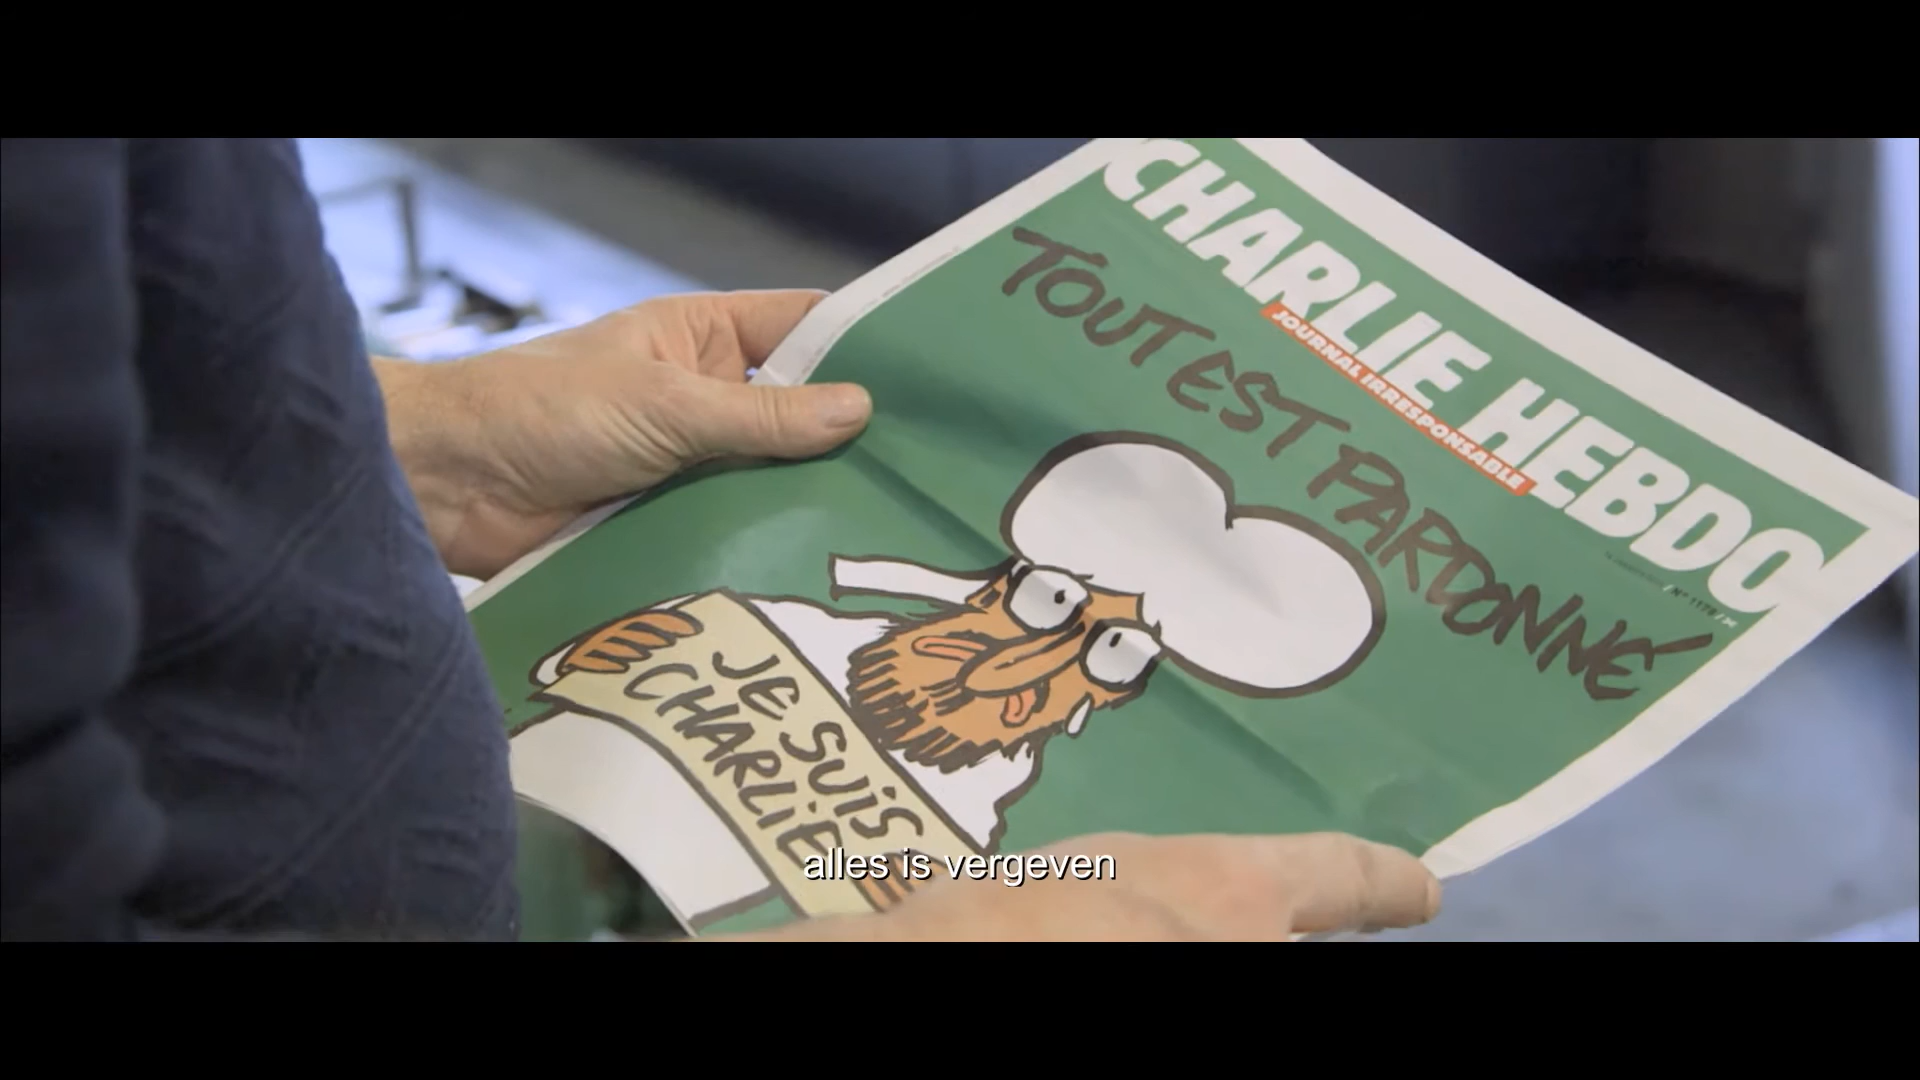 CHARLIE HEBDO
JOURNAL IRRESPONSABLE
TOUT EST PARDONNÉ
JE SUIS
CHARLIE
alles is vergeven